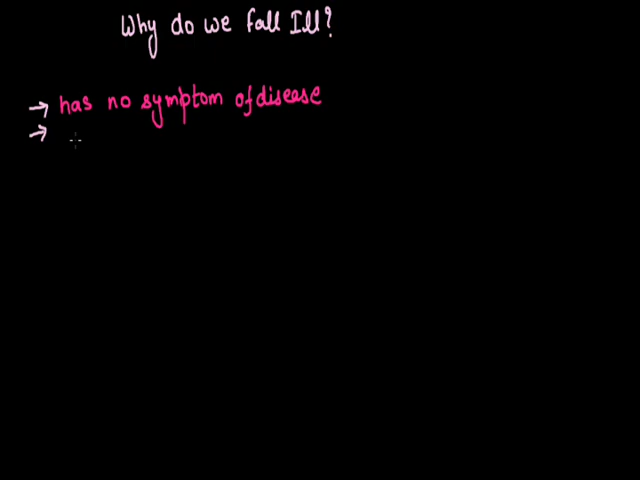 Why do we fall Ill?
→ has no symptom of disease
→